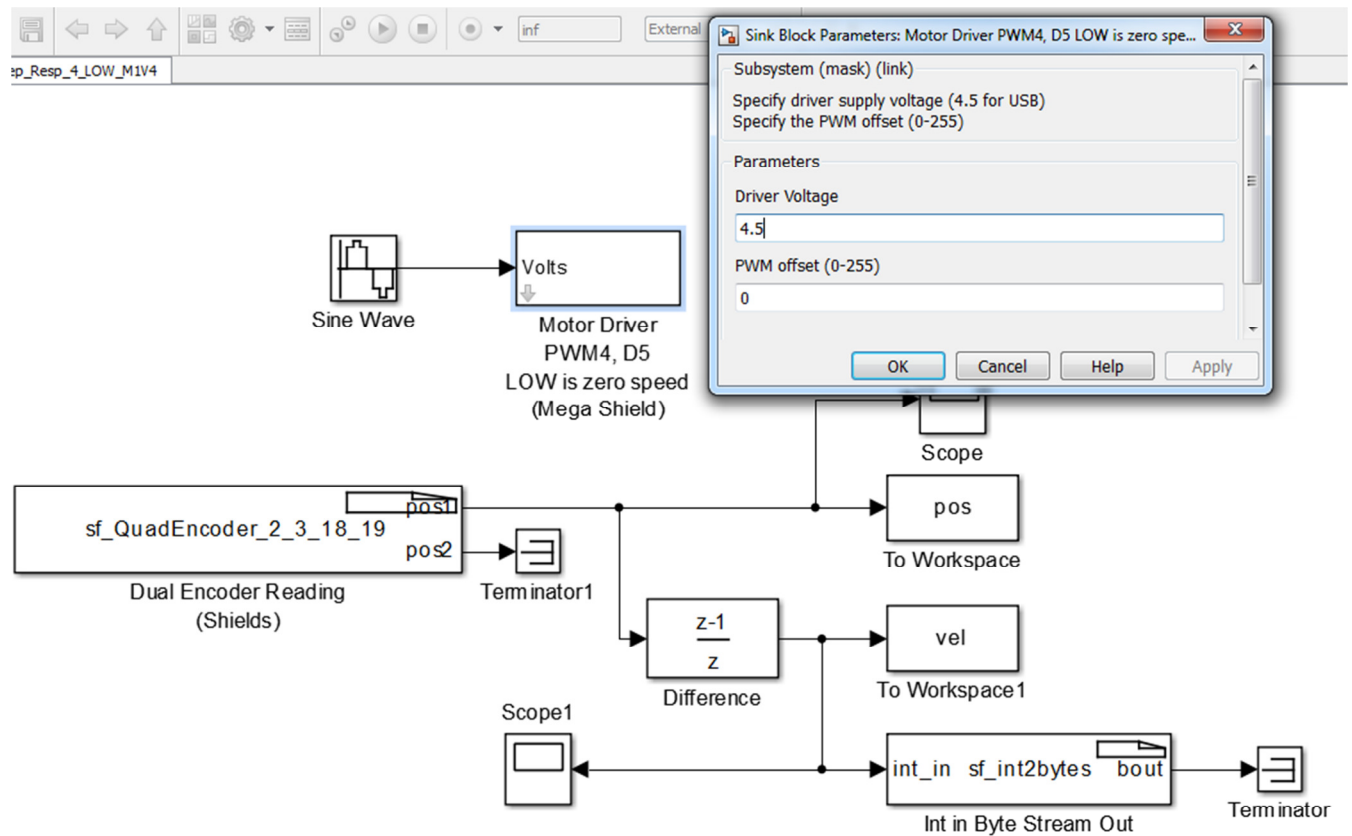 inf
External
Sink Block Parameters: Motor Driver PWM4, D5 LOW is zero spe...
ep_Resp_4_LOW_M1V4
Subsystem (mask) (link)
Specify driver supply voltage (4.5 for USB)
Specify the PWM offset (0-255)
Parameters
Driver Voltage
4.5
PWM offset (0-255)
0
OK
Cancel
Help
Apply
Volts
Sine Wave
Motor Driver
PWM4, D5
LOW is zero speed
(Mega Shield)
Scope
sf_QuadEncoder_2_3_18_19
pos1
pos2
Dual Encoder Reading
(Shields)
Terminator1
pos
To Workspace
z-1
z
Difference
vel
To Workspace1
Scope1
int_in sf_int2bytes bout
Int in Byte Stream Out
Terminator